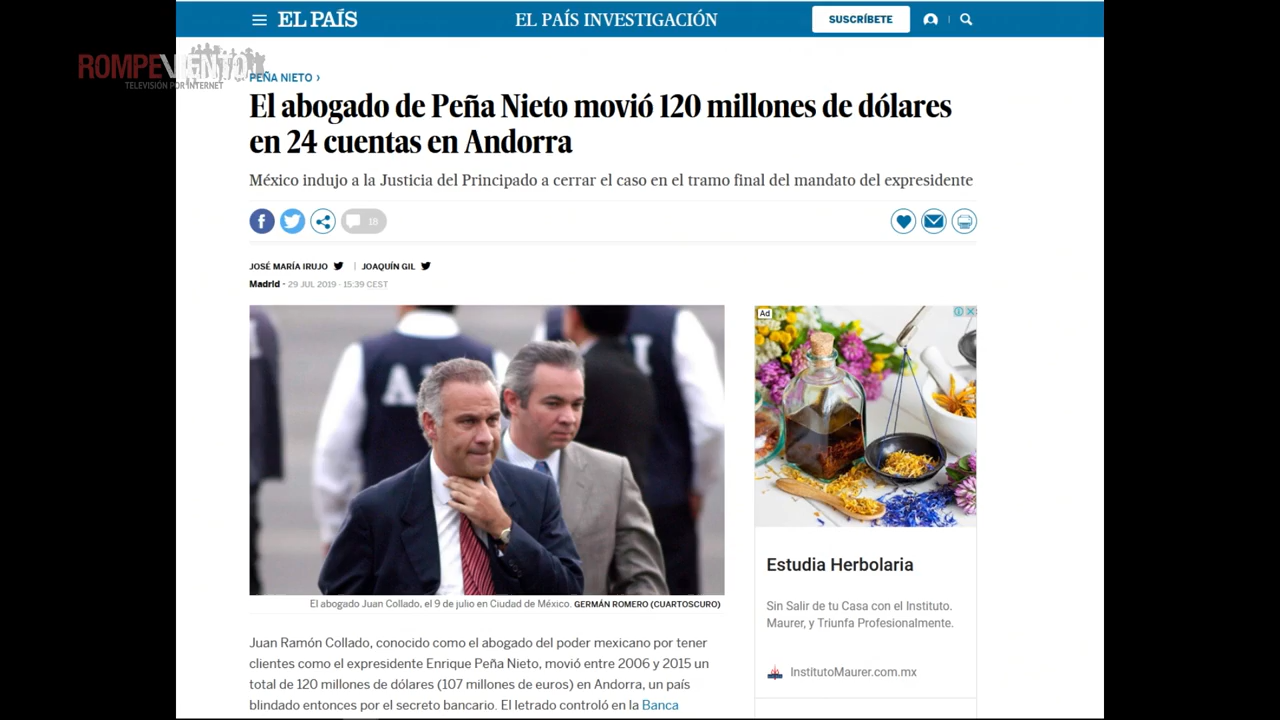 EL PAÍS
EL PAÍS INVESTIGACIÓN
SUSCRÍBETE
ROMPEVIENTO
TELEVISIÓN POR INTERNET
PEÑA NIETO ›
El abogado de Peña Nieto movió 120 millones de dólares
en 24 cuentas en Andorra
México indujo a la Justicia del Principado a cerrar el caso en el tramo final del mandato del expresidente
18
JOSÉ MARÍA IRUJO | JOAQUÍN GIL
Madrid - 29 JUL 2019 - 15:39 CEST
El abogado Juan Collado, el 9 de julio en Ciudad de México. GERMÁN ROMERO (CUARTOSCURO)
Juan Ramón Collado, conocido como el abogado del poder mexicano por tener
clientes como el expresidente Enrique Peña Nieto, movió entre 2006 y 2015 un
total de 120 millones de dólares (107 millones de euros) en Andorra, un país
blindado entonces por el secreto bancario. El letrado controló en la Banca
Ad
Estudia Herbolaria
Sin Salir de tu Casa con el Instituto.
Maurer, y Triunfa Profesionalmente.
InstitutoMaurer.com.mx